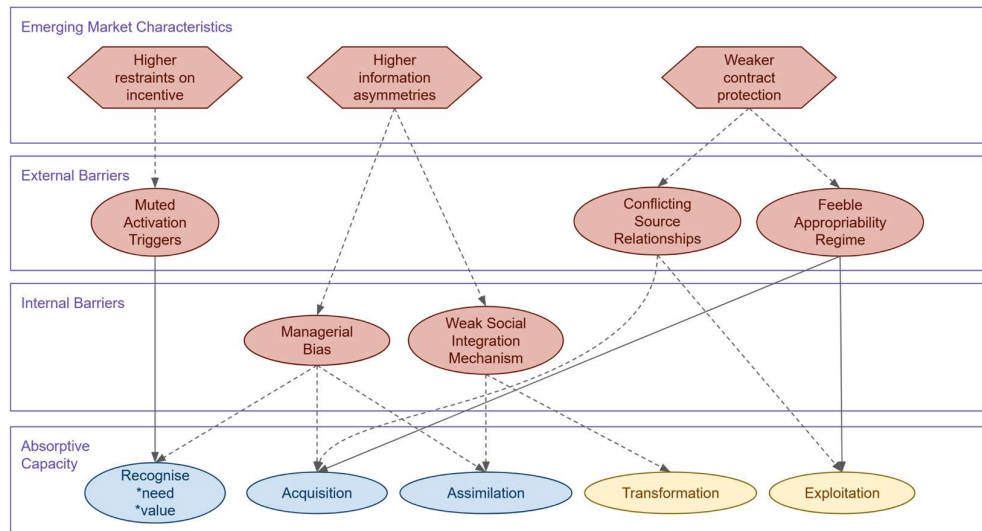 Emerging Market Characteristics
Higher
restraints on
incentive
Higher
information
asymmetries
Weaker
contract
protection
External Barriers
Muted
Activation
Triggers
Conflicting
Source
Relationships
Feeble
Appropriability
Regime
Internal Barriers
Managerial
Bias
Weak Social
Integration
Mechanism
Absorptive
Capacity
Recognise
*need
*value
Acquisition
Assimilation
Transformation
Exploitation